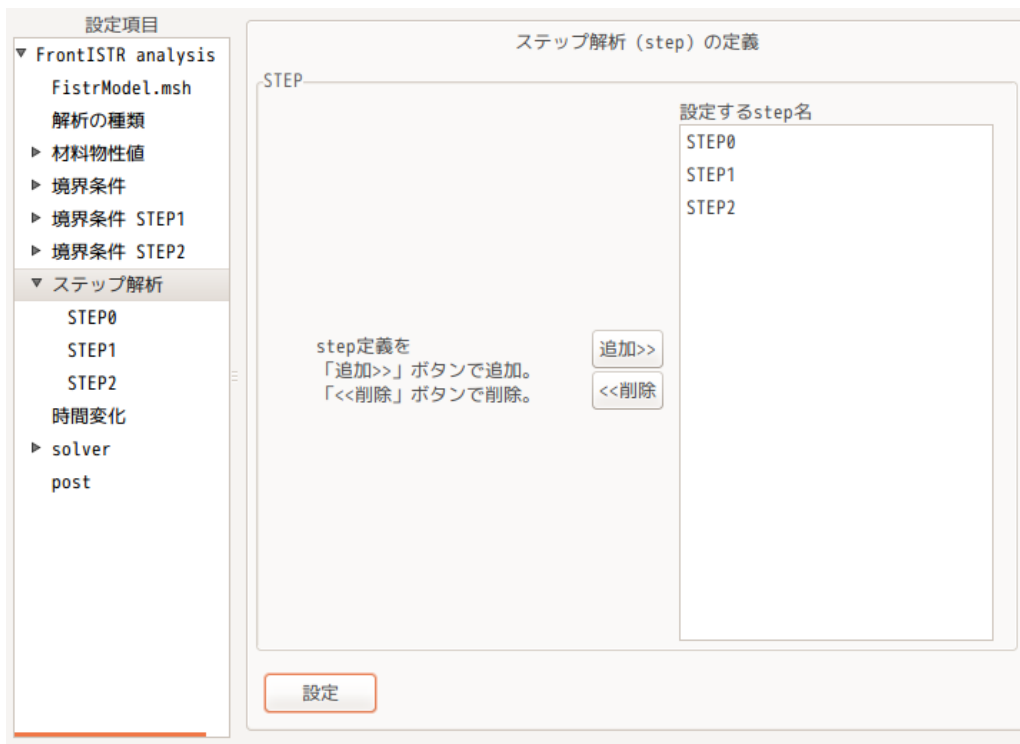 設定項目
FrontISTR analysis
FistrModel.msh
解析の種類
材料物性値
境界条件
境界条件 STEP1
境界条件 STEP2
ステップ解析
STEP0
STEP1
STEP2
時間変化
solver
post
ステップ解析 (step) の定義
STEP
設定するstep名
STEP0
STEP1
STEP2
step定義を
「追加>>」ボタンで追加。
「<<削除」ボタンで削除。
追加>>
<<削除
設定